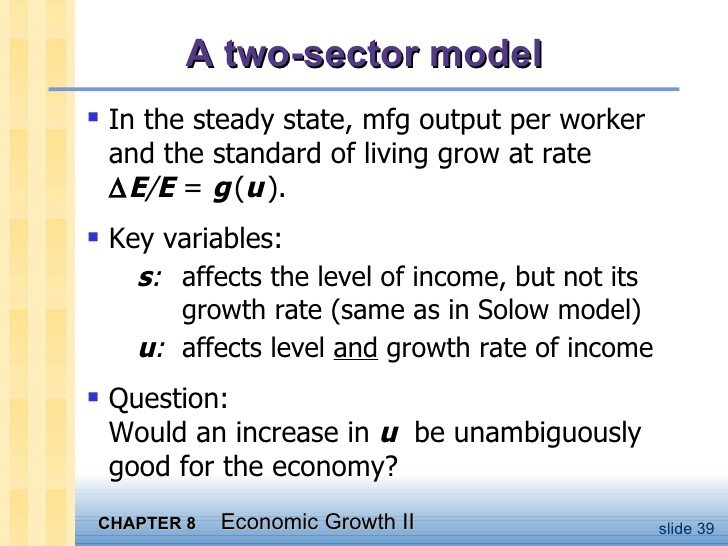 A two-sector model
▪ In the steady state, mfg output per worker
and the standard of living grow at rate
ΔE/E = g(u).
▪ Key variables:
s: affects the level of income, but not its
growth rate (same as in Solow model)
u: affects level and growth rate of income
▪ Question:
Would an increase in u be unambiguously
good for the economy?
CHAPTER 8 Economic Growth II
slide 39